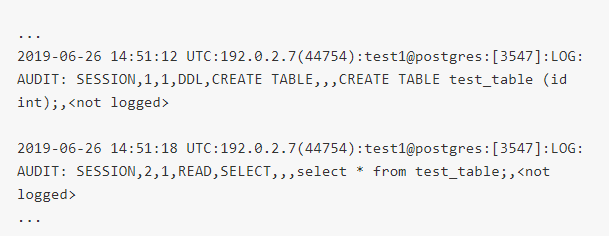 ...
2019-06-26 14:51:12 UTC:192.0.2.7(44754):test1@postgres:[3547]:LOG:
AUDIT: SESSION,1,1,DDL,CREATE TABLE,,,CREATE TABLE test_table (id
int);,<not logged>
2019-06-26 14:51:18 UTC:192.0.2.7(44754):test1@postgres:[3547]:LOG:
AUDIT: SESSION,2,1,READ,SELECT,,,select * from test_table;,<not
logged>
...